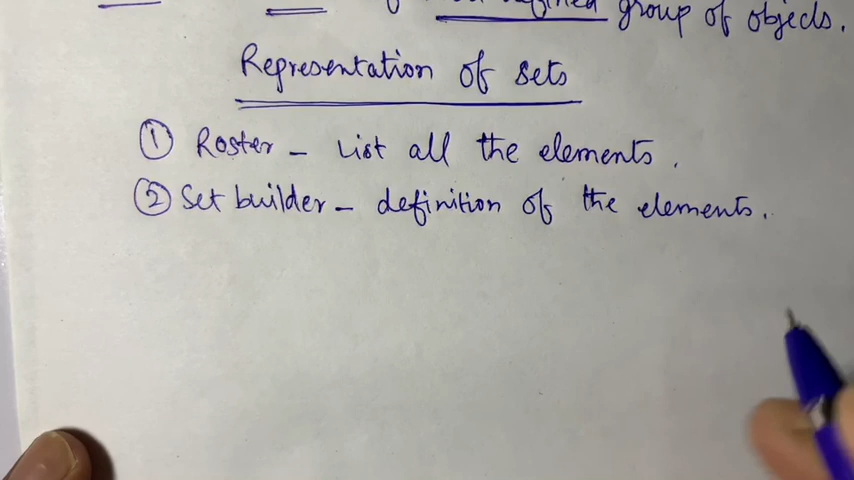 group of objects.
Representation of sets
① Roster - List all the elements.
② Set builder - definition of the elements.